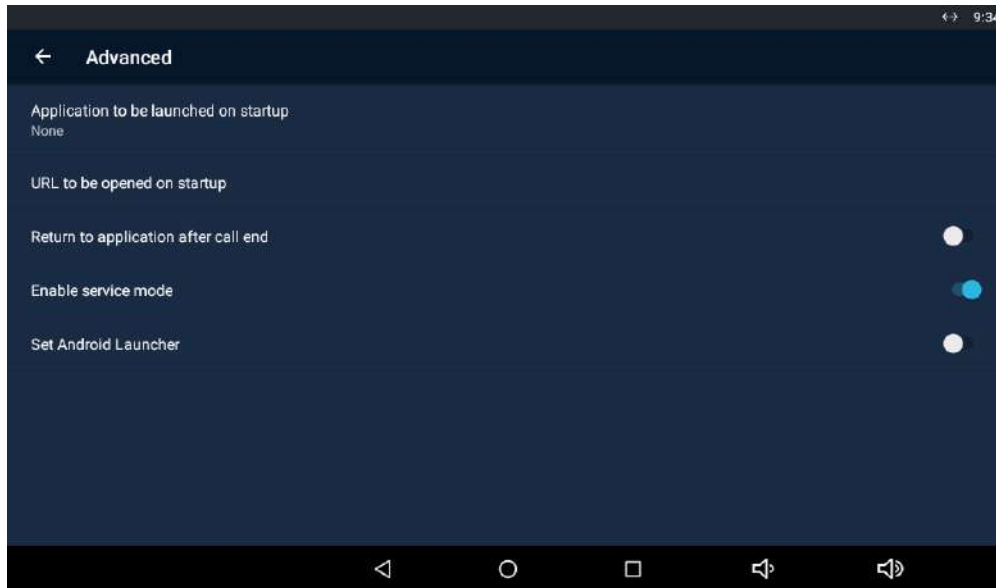 9:34
Advanced
Application to be launched on startup
None
URL to be opened on startup
Return to application after call end
Enable service mode
Set Android Launcher